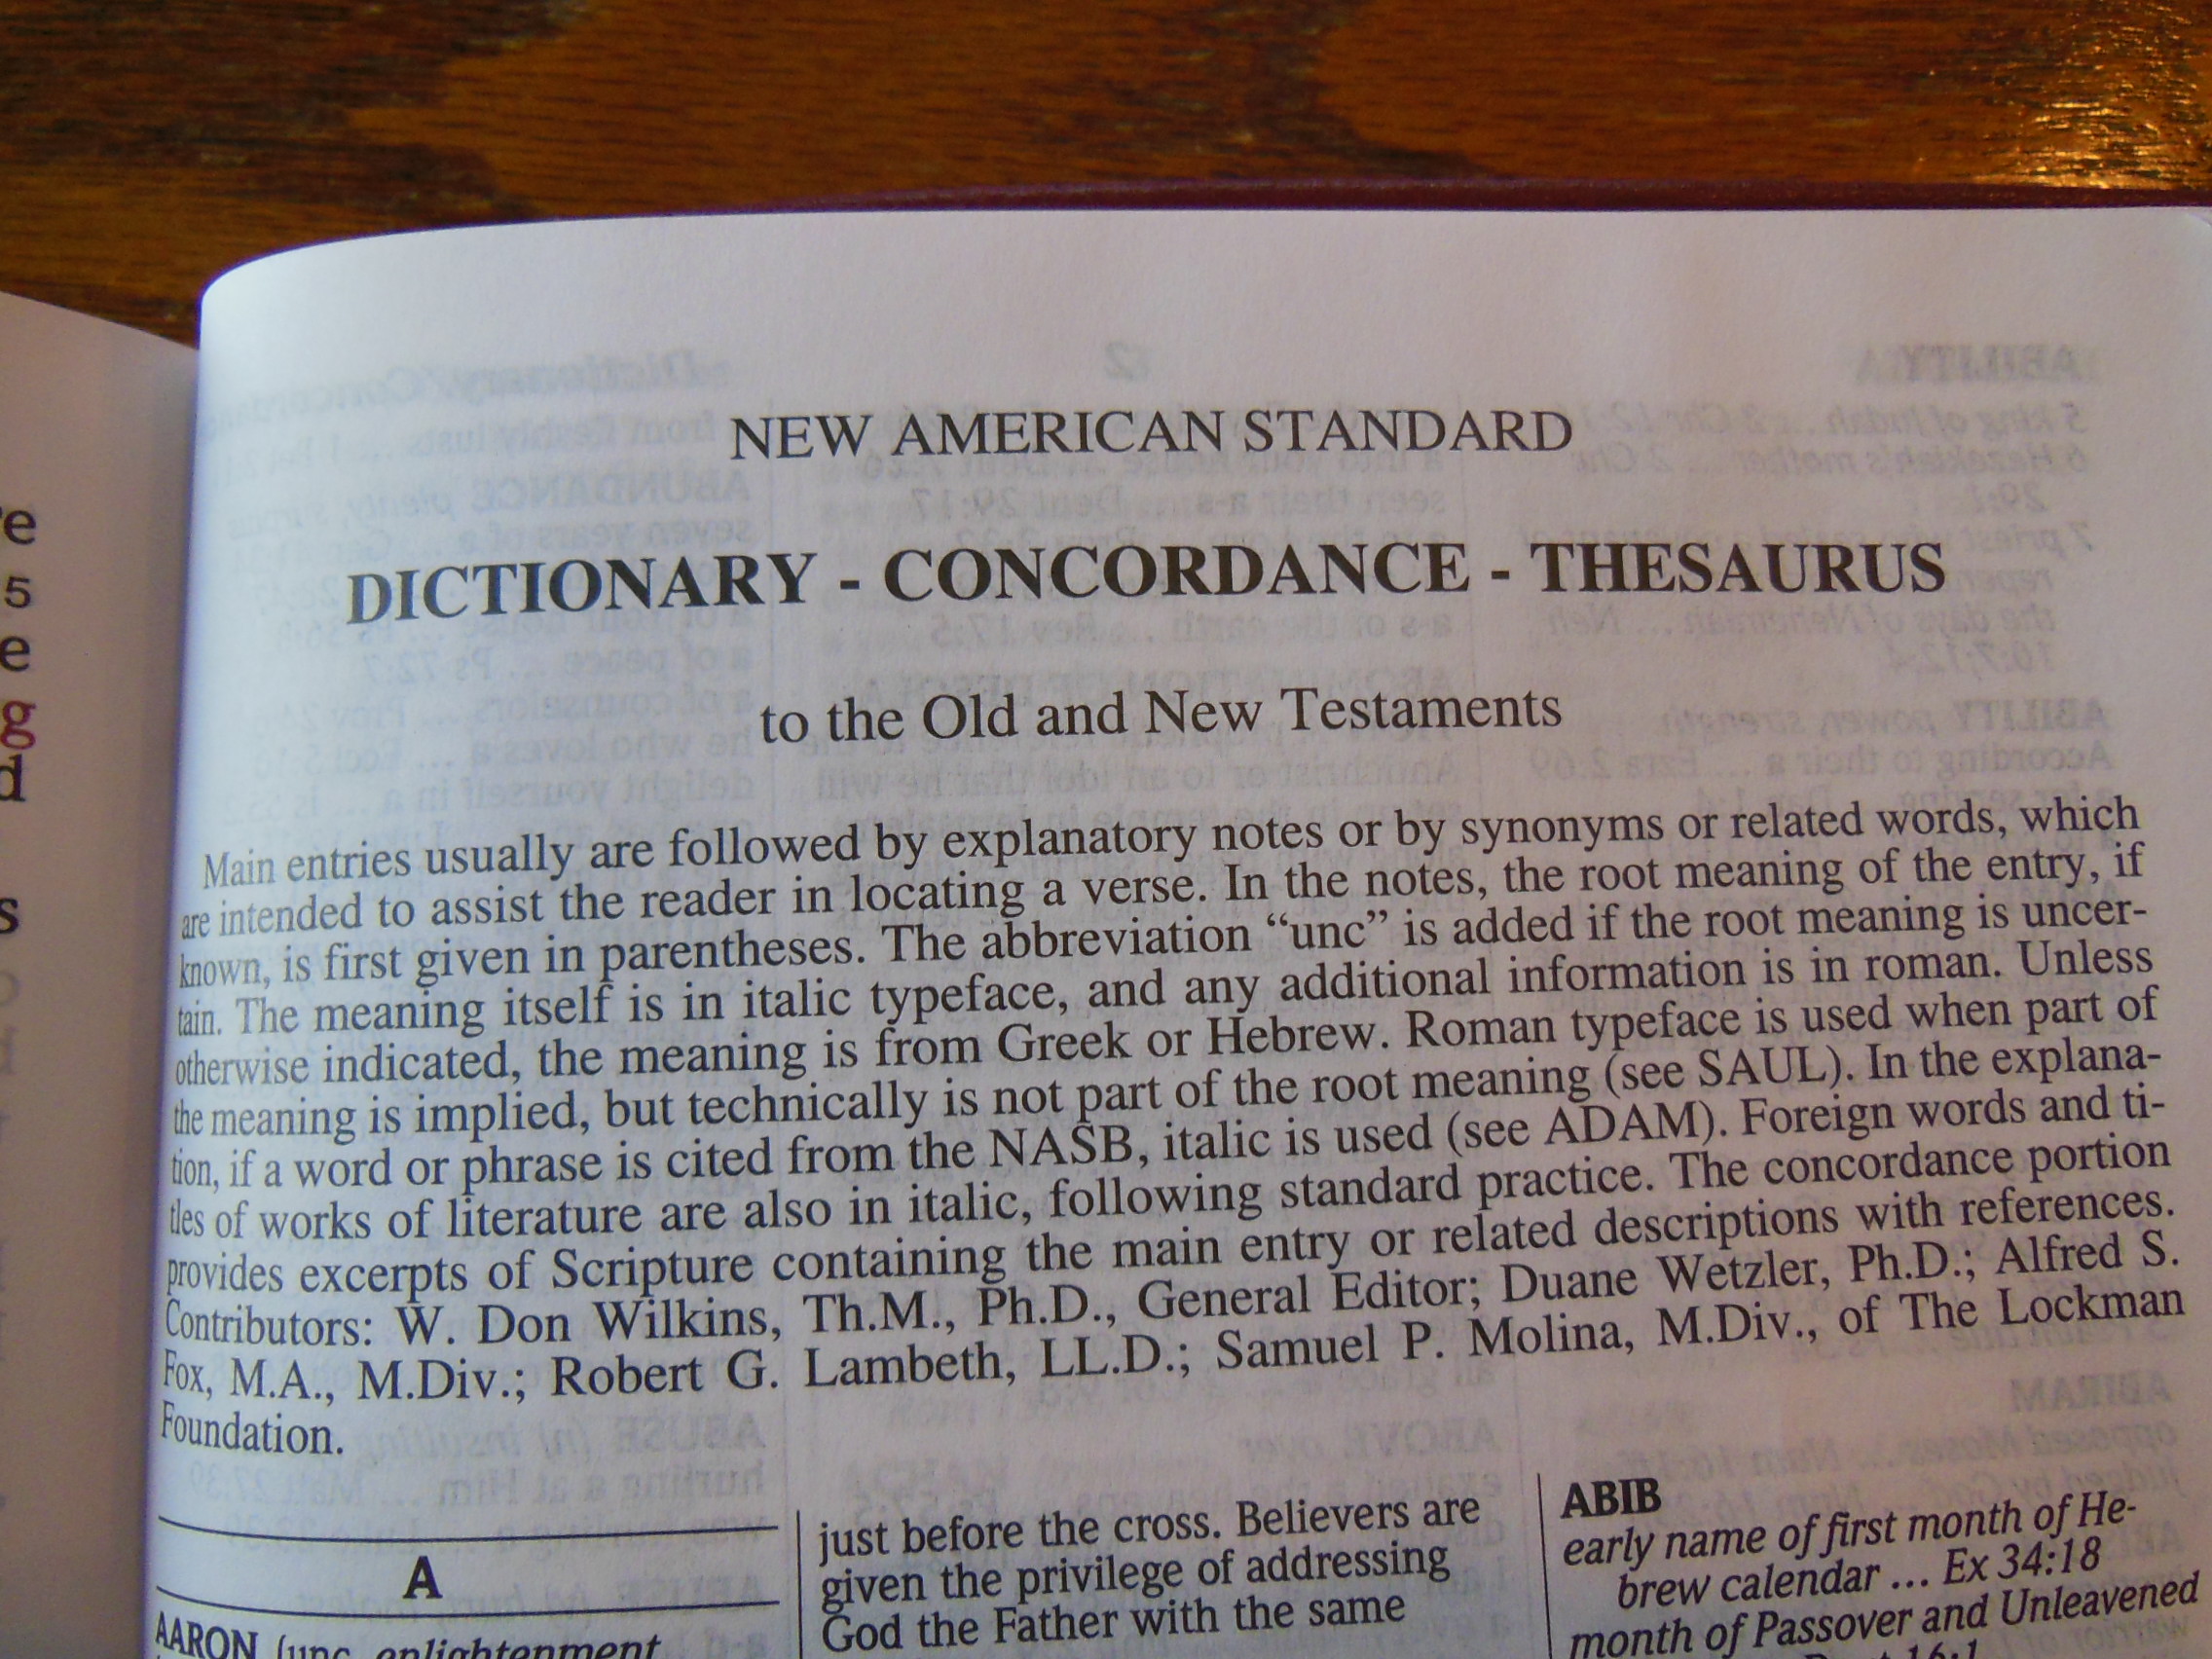 NEW AMERICAN STANDARD
DICTIONARY - CONCORDANCE - THESAURUS
to the Old and New Testaments
Main entries usually are followed by explanatory notes or by synonyms or related words, which
are intended to assist the reader in locating a verse. In the notes, the root meaning of the entry, if
known, is first given in parentheses. The abbreviation “unc” is added if the root meaning is uncer-
tain. The meaning itself is in italic typeface, and any additional information is in roman. Unless
otherwise indicated, the meaning is from Greek or Hebrew. Roman typeface is used when part of
the meaning is implied, but technically is not part of the root meaning (see SAUL). In the explana-
tion, if a word or phrase is cited from the NASB, italic is used (see ADAM). Foreign words and ti-
tles of works of literature are also in italic, following standard practice. The concordance portion
provides excerpts of Scripture containing the main entry or related descriptions with references.
Contributors: W. Don Wilkins, Th.M., Ph.D., General Editor; Duane Wetzler, Ph.D.; Alfred S.
Fox, M.A., M.Div.; Robert G. Lambeth, LL.D.; Samuel P. Molina, M.Div., of The Lockman
Foundation.
A
AARON (unc, enlightenment
just before the cross. Believers are
given the privilege of addressing
God the Father with the same
ABIB
early name of first month of He-
brew calendar ... Ex 34:18
month of Passover and Unleavened
16:1